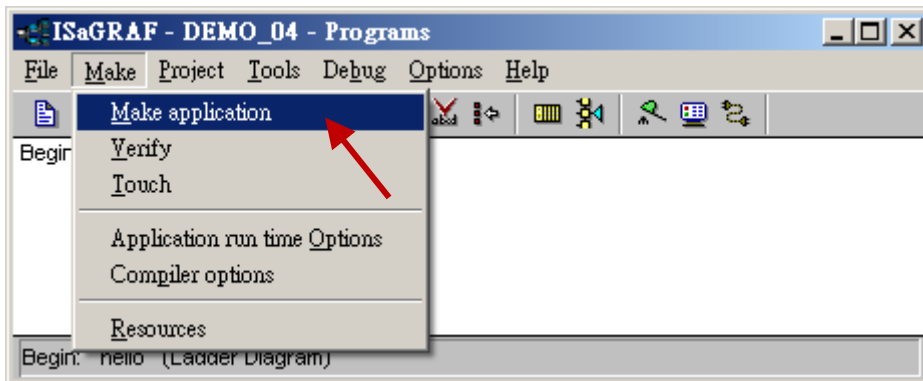 ISaGRAF - DEMO_04 - Programs
File Make Project Tools Debug Options Help
Make application
Verify
Touch
Application run time Options
Compiler options
Resources
Begin: hello (Ladder Diagram)